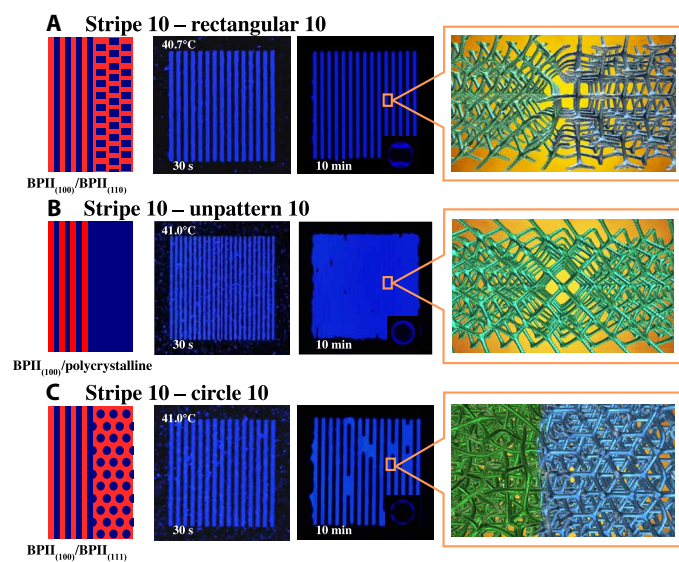 A Stripe 10 – rectangular 10
40.7°C
30 s
10 min
BPII(100)/BPII(110)
B Stripe 10 – unpattern 10
41.0°C
30 s
10 min
BPII(100)/polycrystalline
C Stripe 10 – circle 10
41.0°C
30 s
10 min
BPII(100)/BPII(111)